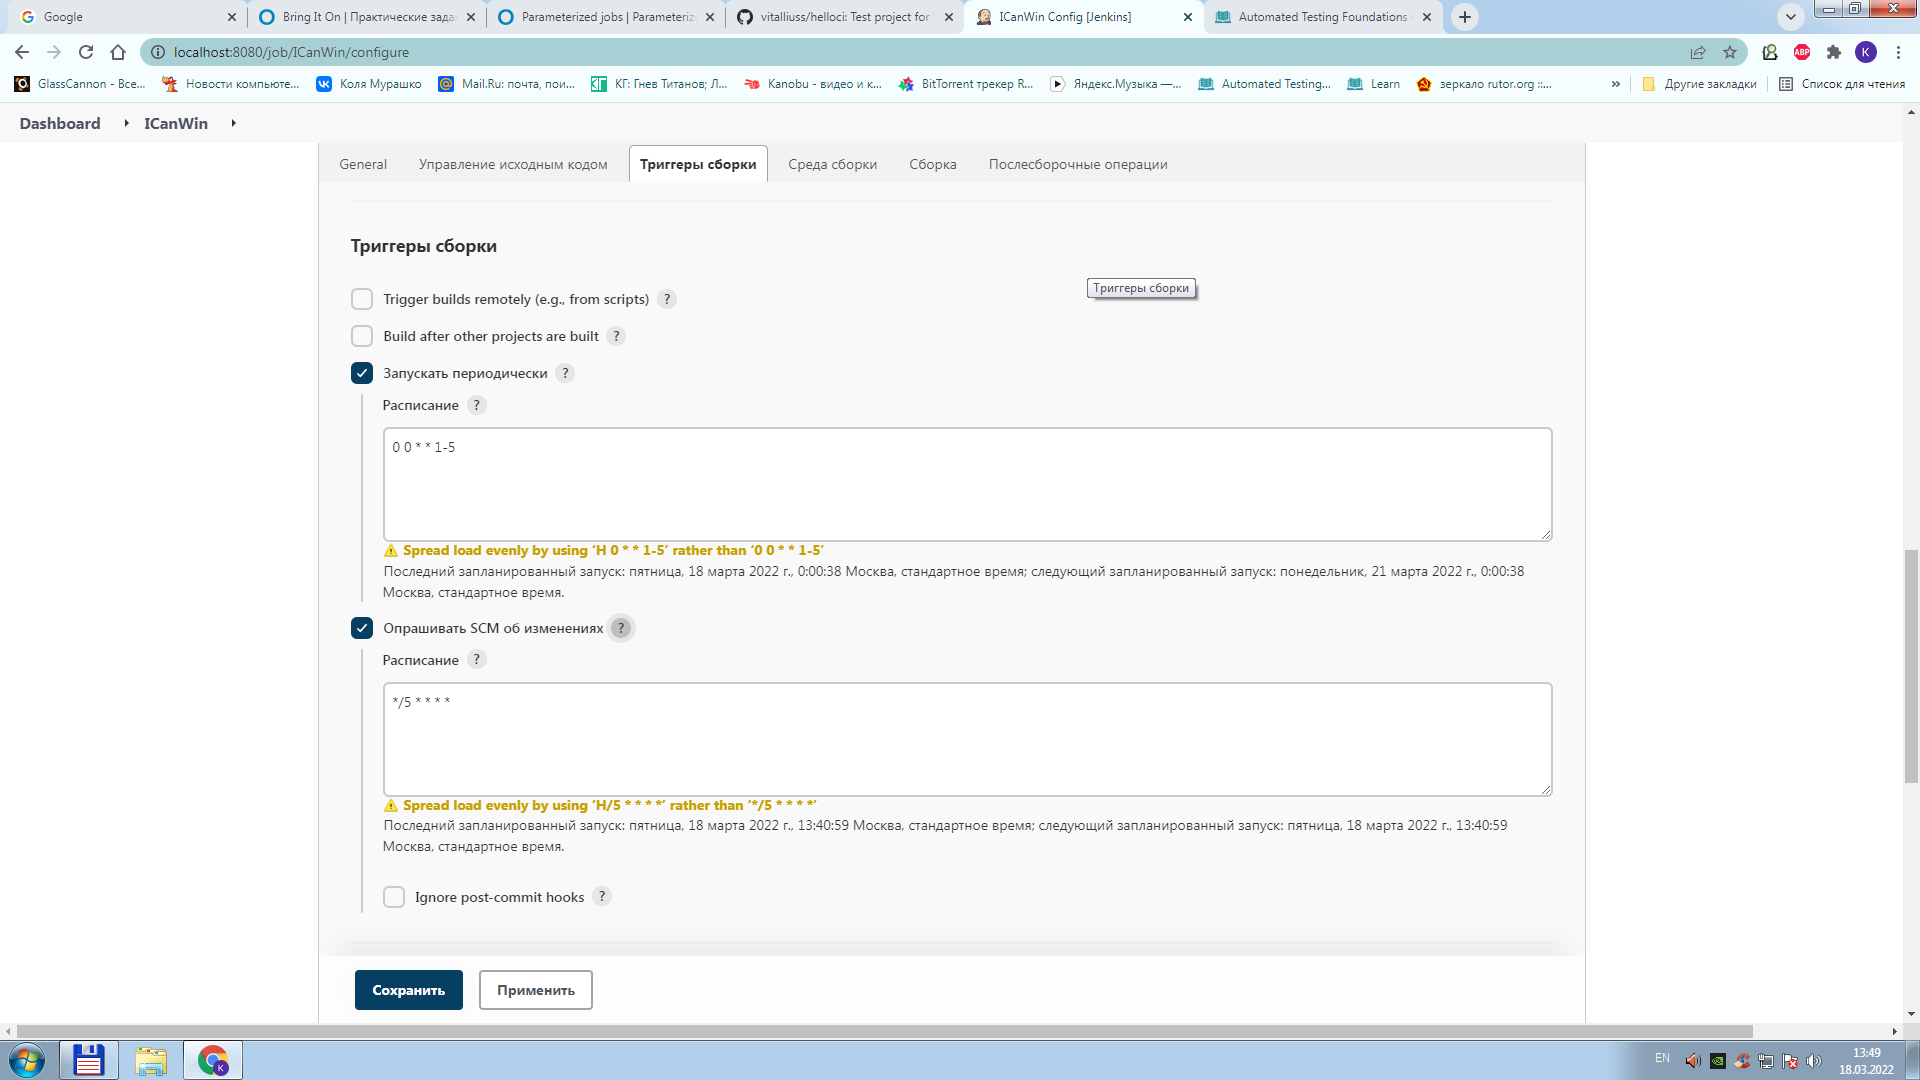 Google
Bring It On | Практические зада
Parameterized jobs | Parameteriz
vitalliuss/helloci: Test project for
ICanWin Config [Jenkins]
Automated Testing Foundations
localhost:8080/job/ICanWin/configure
ABP
K
GlassCannon - Все...
Новости компьюте...
Коля Мурашко
Mail.Ru: почта, пои...
КГ: Гнев Титанов; Л...
Kanobu - видео и к...
BitTorrent трекер R...
Яндекс.Музыка —...
Automated Testing...
Learn
зеркало rutor.org ::...
»
Другие закладки
Список для чтения
Dashboard
ICanWin
General
Управление исходным кодом
Триггеры сборки
Среда сборки
Сборка
Послесборочные операции
Триггеры сборки
Триггеры сборки
Trigger builds remotely (e.g., from scripts) ?
Build after other projects are built ?
Запускать периодически ?
Расписание ?
0 0 * * 1-5
Spread load evenly by using ‘H 0 * * 1-5’ rather than ‘0 0 * * 1-5’
Последний запланированный запуск: пятница, 18 марта 2022 г., 0:00:38 Москва, стандартное время; следующий запланированный запуск: понедельник, 21 марта 2022 г., 0:00:38
Москва, стандартное время.
Опрашивать SCM об изменениях ?
Расписание ?
*/5 * * * *
Spread load evenly by using ‘H/5 * * * *’ rather than ‘*/5 * * * *’
Последний запланированный запуск: пятница, 18 марта 2022 г., 13:40:59 Москва, стандартное время; следующий запланированный запуск: пятница, 18 марта 2022 г., 13:40:59
Москва, стандартное время.
Ignore post-commit hooks ?
Сохранить
Применить
K
EN
13:49
18.03.2022